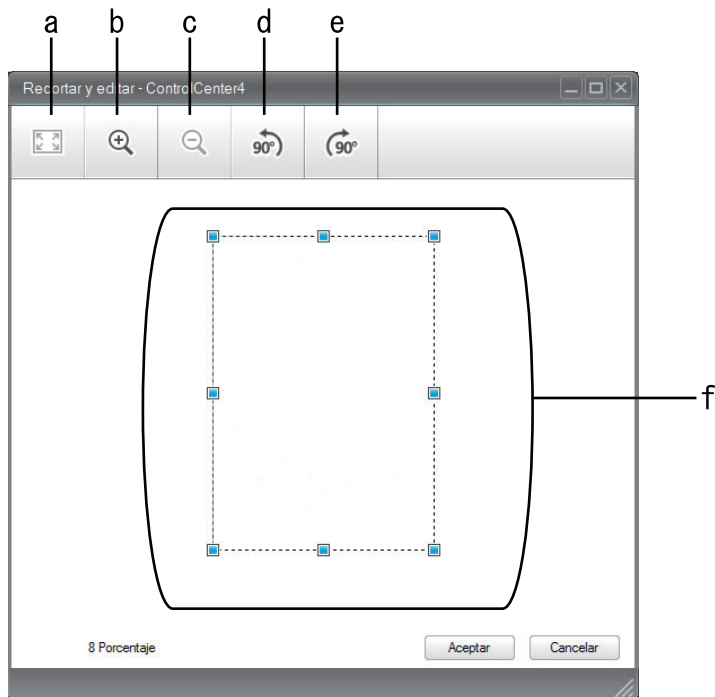 a b c d e
Recortar y editar - ControlCenter4
90° 90°
f
8 Porcentaje Aceptar Cancelar